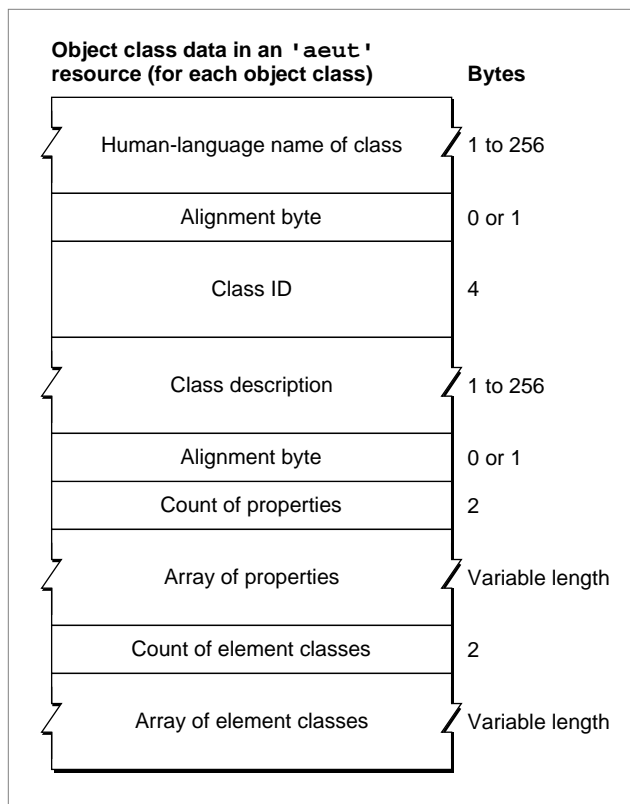 Object class data in an 'aeut'
resource (for each object class) Bytes
Human-language name of class 1 to 256
Alignment byte 0 or 1
Class ID 4
Class description 1 to 256
Alignment byte 0 or 1
Count of properties 2
Array of properties Variable length
Count of element classes 2
Array of element classes Variable length